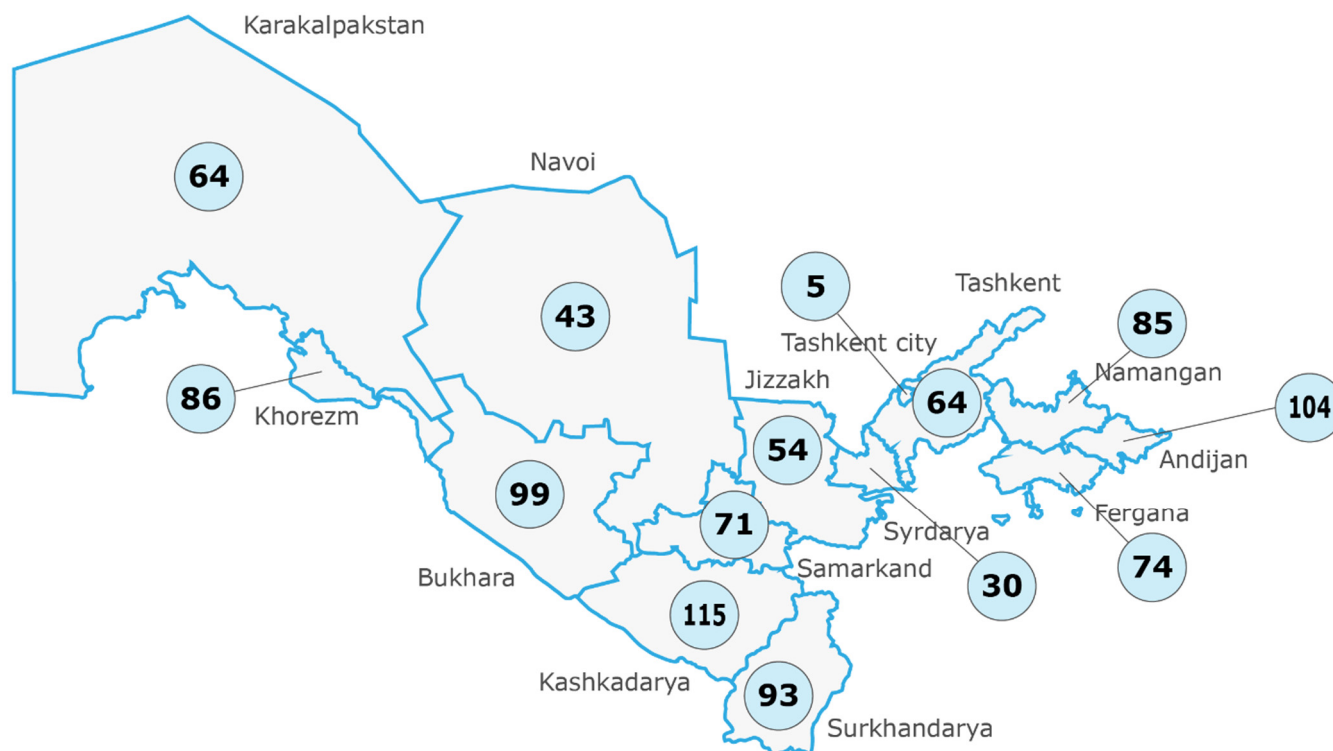 Karakalpakstan
Navoi
64
5
Tashkent
43
85
Tashkent city
Jizzakh
Namangan
86
64
104
Khorezm
54
Andijan
99
71
Fergana
Syrdarya
Samarkand
Bukhara
30
74
115
Kashkadarya
93
Surkhandarya